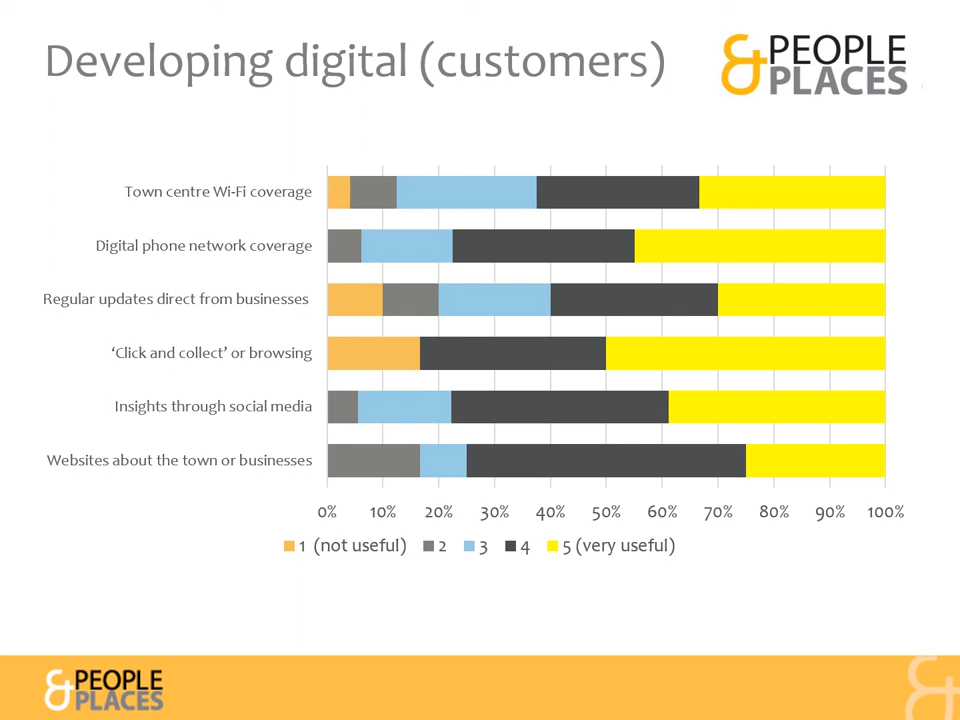 Developing digital (customers)
& PEOPLE
PLACES
Town centre Wi-Fi coverage
Digital phone network coverage
Regular updates direct from businesses
‘Click and collect’ or browsing
Insights through social media
Websites about the town or businesses
0% 10% 20% 30% 40% 50% 60% 70% 80% 90% 100%
1 (not useful) 2 3 4 5 (very useful)
& PEOPLE
PLACES
&